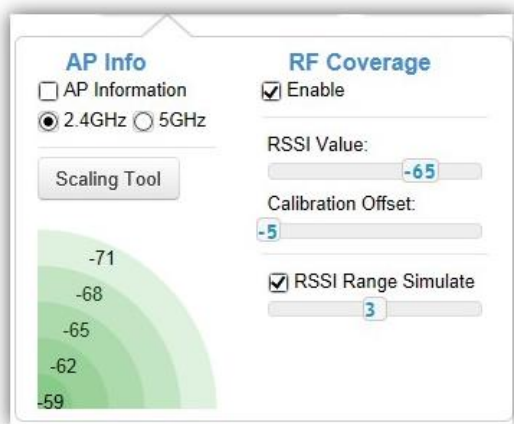 AP Info
AP Information
2.4GHz 5GHz
Scaling Tool
-71
-68
-65
-62
-59
RF Coverage
Enable
RSSI Value:
-65
Calibration Offset:
-5
RSSI Range Simulate
3